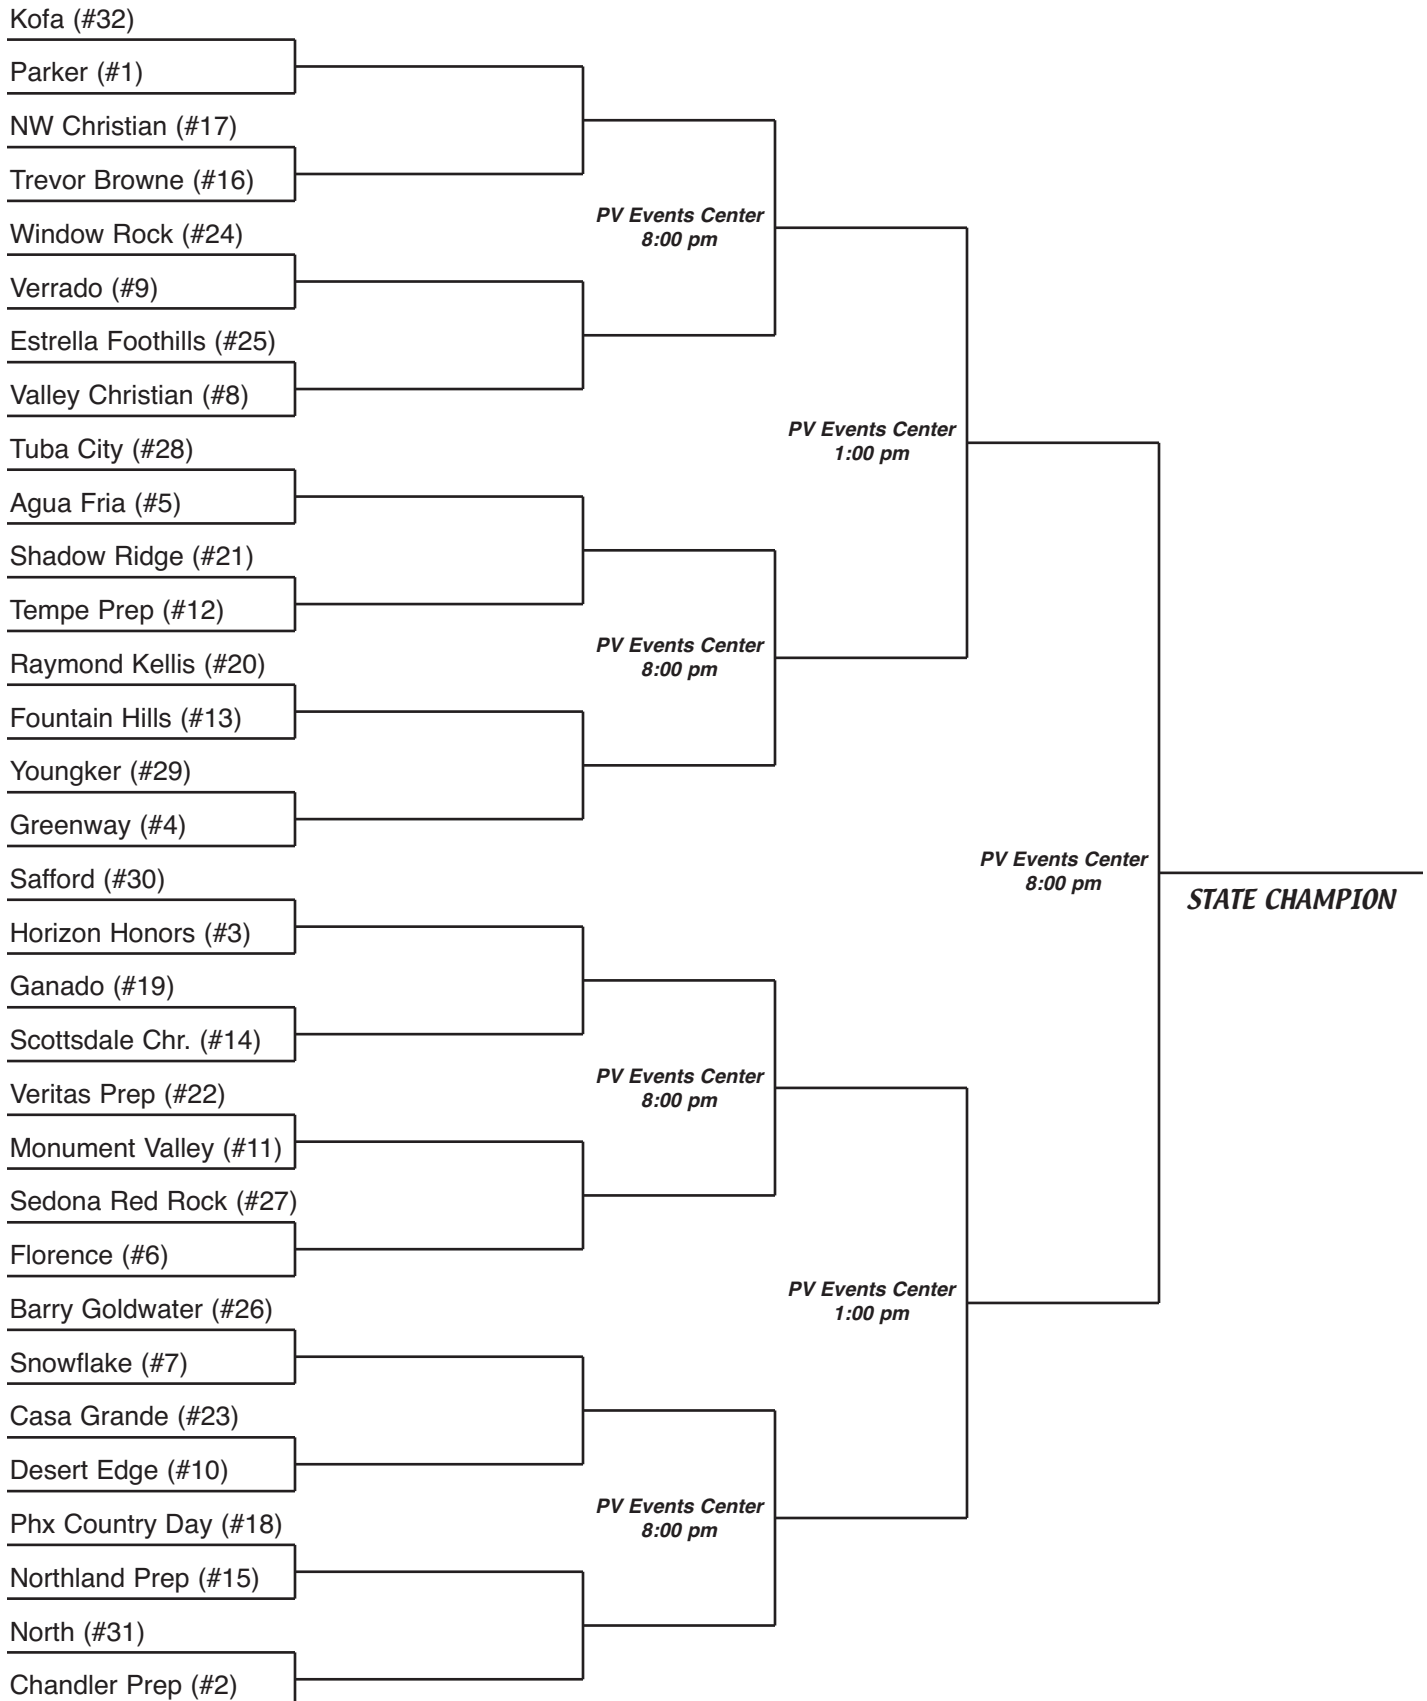 Kofa (#32)
Parker (#1)
NW Christian (#17)
Trevor Browne (#16)
PV Events Center
8:00 pm
Window Rock (#24)
Verrado (#9)
Estrella Foothills (#25)
Valley Christian (#8)
PV Events Center
1:00 pm
Tuba City (#28)
Agua Fria (#5)
Shadow Ridge (#21)
Tempe Prep (#12)
PV Events Center
8:00 pm
Raymond Kellis (#20)
Fountain Hills (#13)
Youngker (#29)
Greenway (#4)
PV Events Center
8:00 pm
STATE CHAMPION
Safford (#30)
Horizon Honors (#3)
Ganado (#19)
Scottsdale Chr. (#14)
PV Events Center
8:00 pm
Veritas Prep (#22)
Monument Valley (#11)
Sedona Red Rock (#27)
Florence (#6)
PV Events Center
1:00 pm
Barry Goldwater (#26)
Snowflake (#7)
Casa Grande (#23)
Desert Edge (#10)
PV Events Center
8:00 pm
Phx Country Day (#18)
Northland Prep (#15)
North (#31)
Chandler Prep (#2)